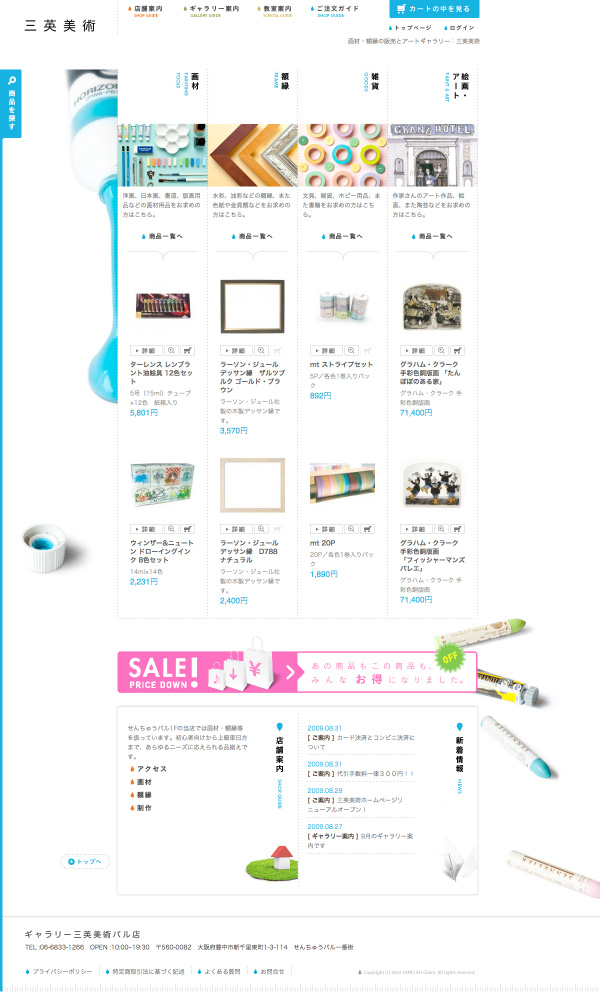 三英美術
店舗案内
SHOP GUIDE
ギャラリー案内
GALLERY GUIDE
教室案内
SCHOOL GUIDE
ご注文ガイド
SHOP GUIDE
カートの中を見る
トップページ
ログイン
画材・額縁の販売とアートギャラリー：三英美術
商品を探す
HORIZON
画材
PAINTING TOOLS
額縁
FRAME
雑貨
GOODS
絵画・アート
PAINT & ART
GRAND HOTEL
洋画、日本画、書道、版画用
品などの画材用品をお求めの
方はこちら。
水彩、油彩などの額縁、また
色紙や金異額などをお求めの
方はこちら。
文具、雑貨、ホビー用品、ま
た書籍をお求めの方はこち
ら。
作家さんのアート作品、絵
画、また陶芸などをお求めの
方はこちら。
商品一覧へ
商品一覧へ
商品一覧へ
商品一覧へ
詳細
詳細
詳細
詳細
ターレンス レンブラ
ント油絵具 12色セッ
ト
5号（15ml）チューブ
×12色　紙箱入り
5,801円
ラーソン・ジュール
デッサン縁　ザルツブ
ルク ゴールド・ブラ
ウン
ラーソン・ジュール社
製の木製デッサン縁で
す。
3,570円
mt ストライプセット
5P／各色1巻入りパッ
ク
892円
グラハム・クラーク
手彩色銅版画 「たん
ぽぽのある家」
グラハム・クラーク 手
彩色銅版画
71,400円
詳細
詳細
詳細
詳細
ウィンザー&ニュート
ン ドローイングイン
ク 8色セット
14ml×14色
2,231円
ラーソン・ジュール
デッサン縁　D788
ナチュラル
ラーソン・ジュール社
製の木製デッサン縁で
す。
2,400円
mt 20P
20P／各色1巻入りパッ
ク
1,890円
グラハム・クラーク
手彩色銅版画
「フィッシャーマンズ
バレエ」
グラハム・クラーク 手
彩色銅版画
71,400円
SALE!
PRICE DOWN
¥
あの商品もこの商品も、
みんな お得 になりました。
OFF
せんちゅうパル1Fの当店では画材・額縁等
を扱っています。初心者向けから上級者日方
まで、あらゆるニーズに応えられる品揃えで
す。
アクセス
画材
額縁
制作
店舗案内
SHOP GUIDE
2009.08.31
[ ご案内 ] カード決済とコンビニ決済に
ついて
2009.08.31
[ ご案内 ] 代引手数料一律３００円！！
2009.08.29
[ ご案内 ] 三英美術ホームページリ
ニューアルオープン！
2009.08.27
[ ギャラリー案内 ] 9月のギャラリー案
内です
新着情報
NEWS
トップへ
ギャラリー三英美術パル店
TEL :06-6833-1266　OPEN :10:00~19:30　〒560-0082　大阪府豊中市新千里東町1-3-114　せんちゅうパル一番街
プライバシーポリシー
特定商取引法に基づく記述
よくある質問
お問合せ